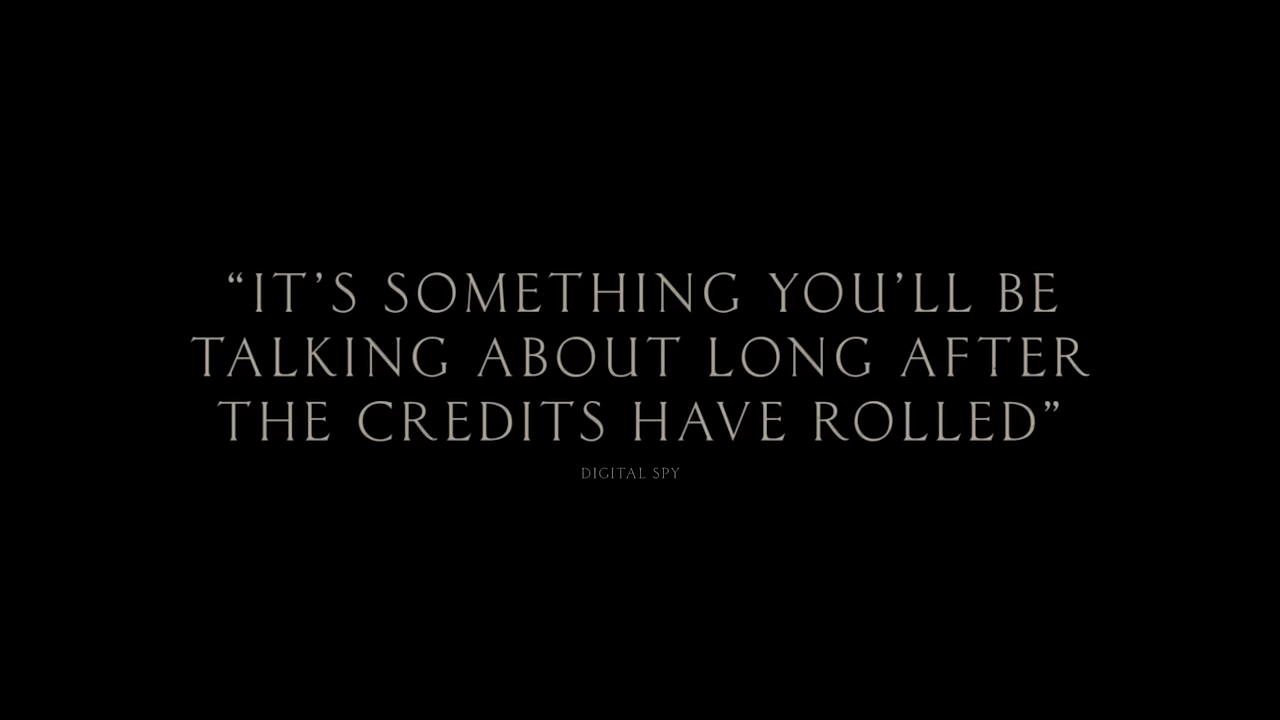 “IT’S SOMETHING YOU’LL BE
TALKING ABOUT LONG AFTER
THE CREDITS HAVE ROLLED”
DIGITAL SPY